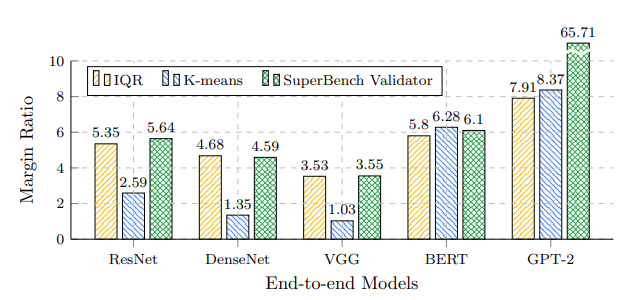 65.71
10
8
6
4
2
0
Margin Ratio
IQR K-means SuperBench Validator
5.35 2.59 5.64
4.68 1.35 4.59
3.53 1.03 3.55
5.8 6.28 6.1
7.91 8.37
ResNet DenseNet VGG BERT GPT-2
End-to-end Models